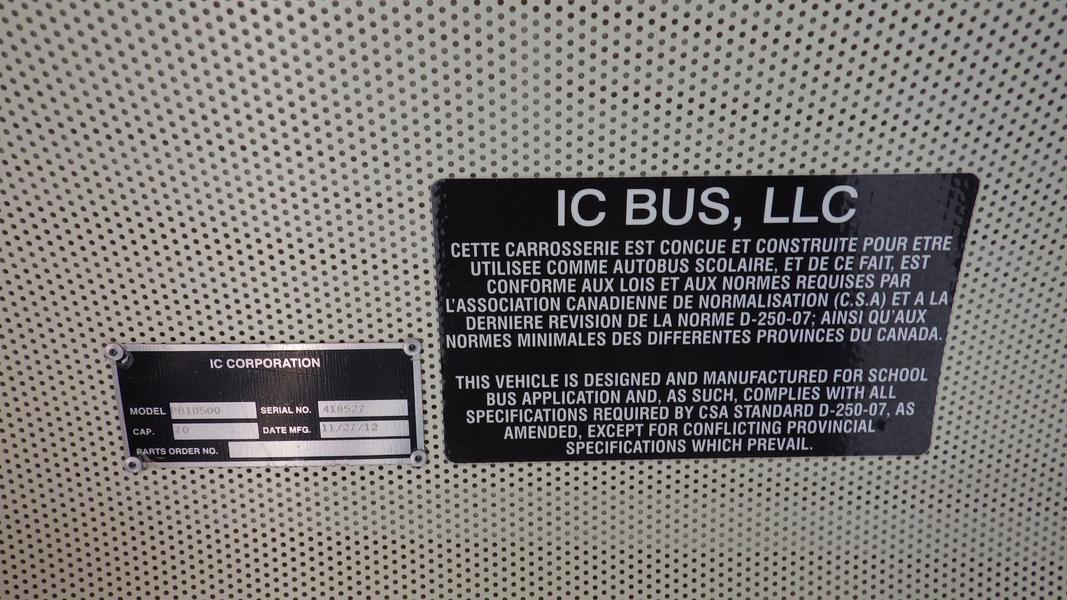 IC CORPORATION
MODEL PB10500 SERIAL NO. 418527
CAP. 70 DATE MFG. 11/27/12
PARTS ORDER NO.
IC BUS, LLC
CETTE CARROSSERIE EST CONCUE ET CONSTRUITE POUR ETRE
UTILISEE COMME AUTOBUS SCOLAIRE, ET DE CE FAIT, EST
CONFORME AUX LOIS ET AUX NORMES REQUISES PAR
L'ASSOCIATION CANADIENNE DE NORMALISATION (C.S.A) ET A LA
DERNIERE REVISION DE LA NORME D-250-07; AINSI QU'AUX
NORMES MINIMALES DES DIFFERENTES PROVINCES DU CANADA.
THIS VEHICLE IS DESIGNED AND MANUFACTURED FOR SCHOOL
BUS APPLICATION AND, AS SUCH, COMPLIES WITH ALL
SPECIFICATIONS REQUIRED BY CSA STANDARD D-250-07, AS
AMENDED, EXCEPT FOR CONFLICTING PROVINCIAL
SPECIFICATIONS WHICH PREVAIL.